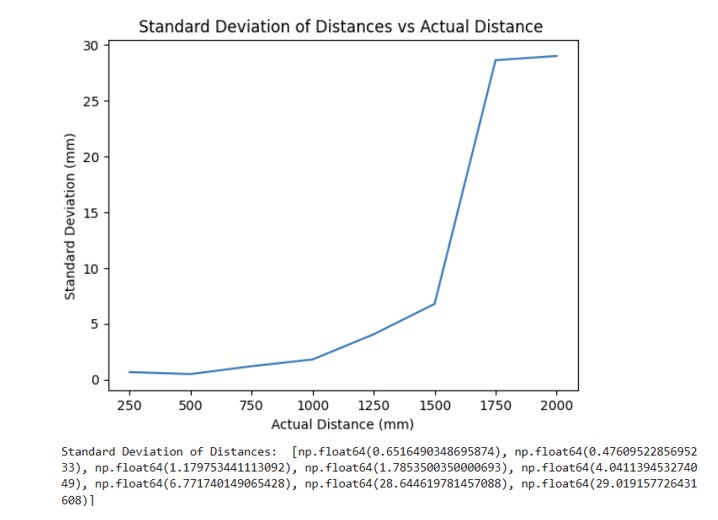 Standard Deviation of Distances vs Actual Distance
30
25
20
15
10
5
0
Standard Deviation (mm)
250 500 750 1000 1250 1500 1750 2000
Actual Distance (mm)
Standard Deviation of Distances:  [np.float64(0.6516490348695874), np.float64(0.47609522856952
33), np.float64(1.179753441113092), np.float64(1.7853500350000693), np.float64(4.0411394532740
49), np.float64(6.771740149065428), np.float64(28.644619781457088), np.float64(29.019157726431
608)]